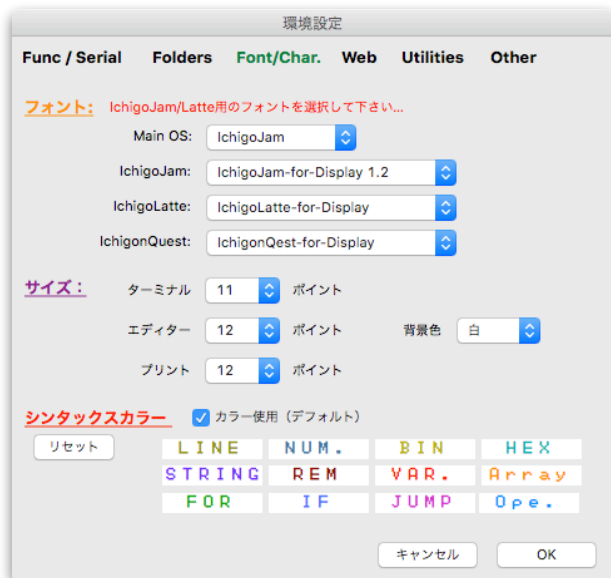 環境設定
Func / Serial Folders Font/Char. Web Utilities Other
フォント: IchigoJam/Latte用のフォントを選択して下さい...
Main OS: IchigoJam
IchigoJam: IchigoJam-for-Display 1.2
IchigoLatte: IchigoLatte-for-Display
IchigonQuest: IchigonQest-for-Display
サイズ： ターミナル 11 ポイント
エディター 12 ポイント 背景色 白
プリント 12 ポイント
シンタックスカラー カラー使用（デフォルト）
リセット LINE NUM. BIN HEX
STRING REM VAR. Array
FOR IF JUMP Ope.
キャンセル OK